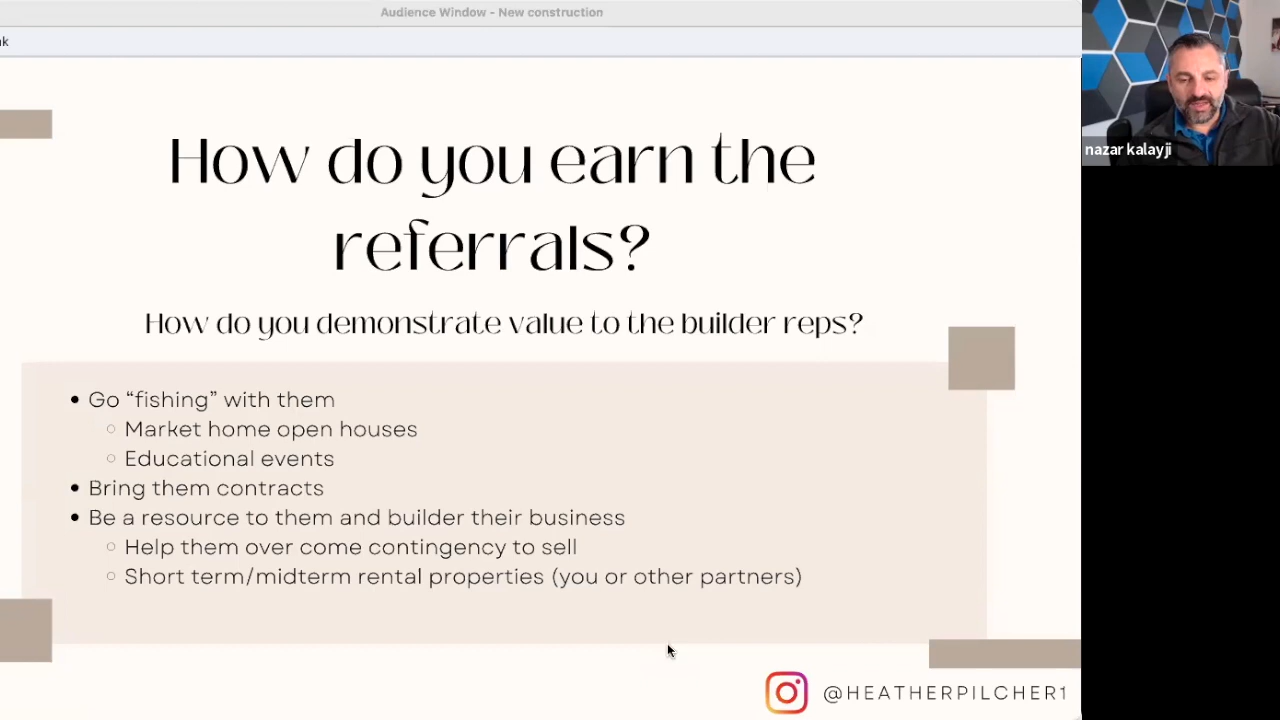 Audience Window - New construction
nk
How do you earn the
referrals?
How do you demonstrate value to the builder reps?
Go “fishing” with them
Market home open houses
Educational events
Bring them contracts
Be a resource to them and builder their business
Help them over come contingency to sell
Short term/midterm rental properties (you or other partners)
@HEATHERPILCHER1
nazar kalayji